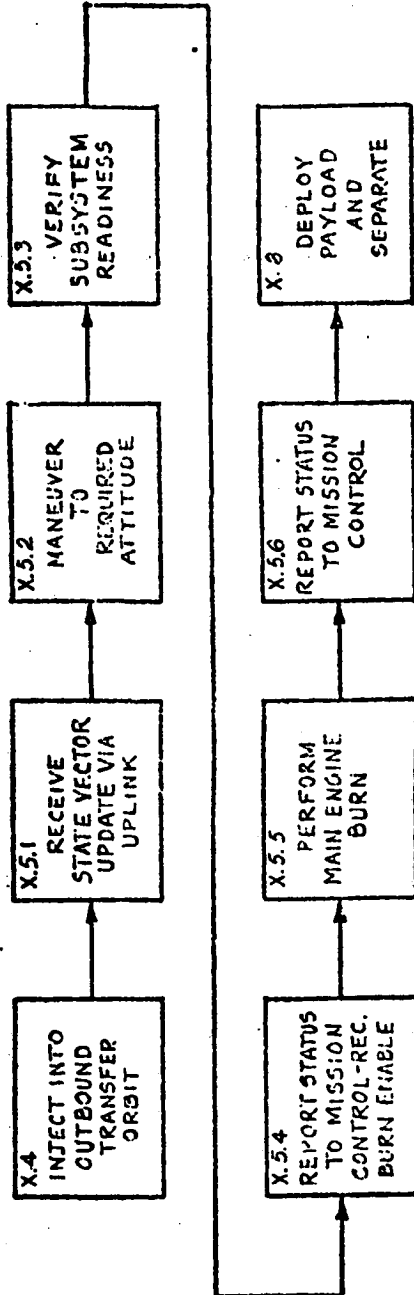 X.4
INJECT INTO
OUTBOUND
TRANSFER
ORBIT
X.5.1
RECEIVE
STATE VECTOR
UPDATE VIA
UPLINK
X.5.2
MANEUVER
TO
REQUIRED
ATTITUDE
X.5.3
VERIFY
SUBSYSTEM
READINESS
X.5.4
REPORT STATUS
TO MISSION
CONTROL-REC.
BURN ENABLE
X.5.5
PERFORM
MAIN ENGINE
BURN
X.5.6
REPORT STATUS
TO MISSION
CONTROL
X.8
DEPLOY
PAYLOAD
AND
SEPARATE